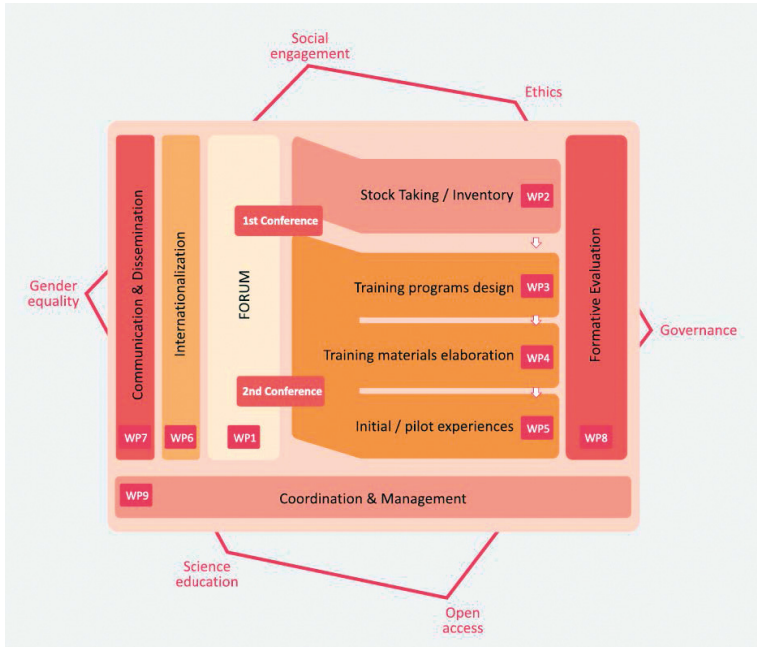 Social
engagement
Ethics
Gender
equality
Governance
Communication & Dissemination
WP7
Internationalization
WP6
FORUM
WP1
1st Conference
2nd Conference
Stock Taking / Inventory
WP2
Training programs design
WP3
Training materials elaboration
WP4
Initial / pilot experiences
WP5
Formative Evaluation
WP8
WP9
Coordination & Management
Science
education
Open
access